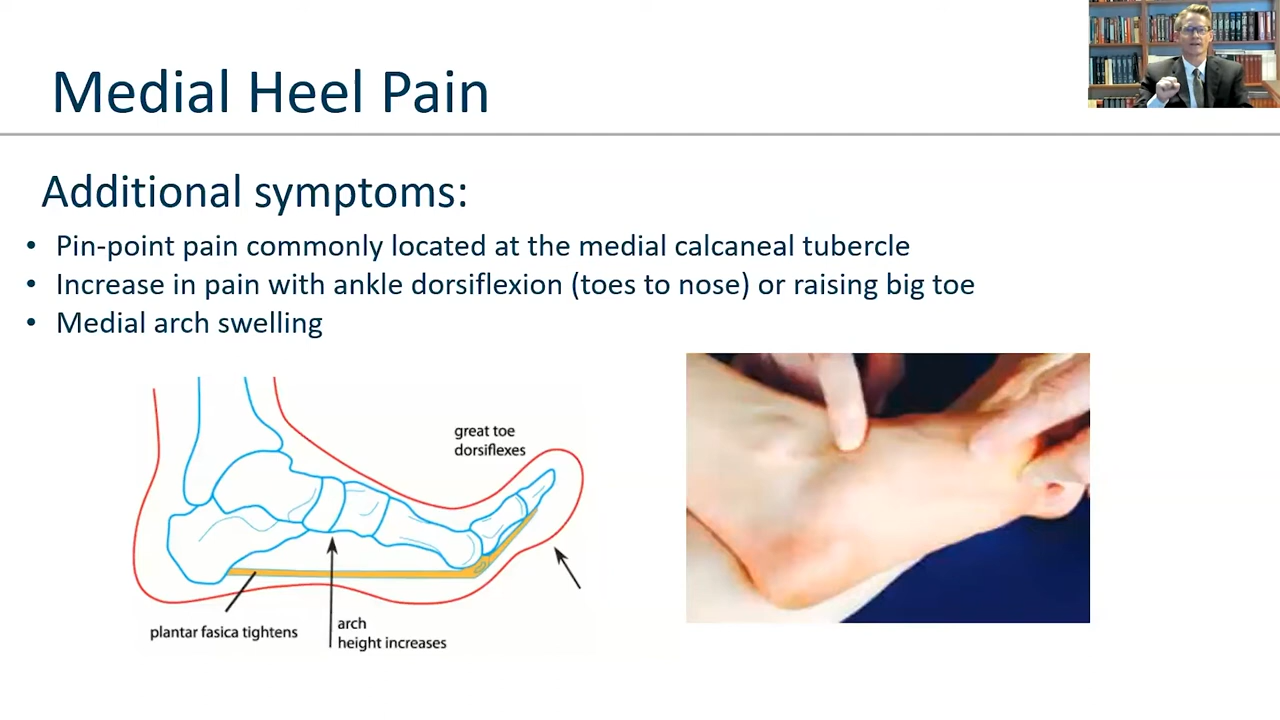 Medial Heel Pain
Additional symptoms:
• Pin-point pain commonly located at the medial calcaneal tubercle
• Increase in pain with ankle dorsiflexion (toes to nose) or raising big toe
• Medial arch swelling
great toe
dorsiflexes
plantar fasica tightens
arch
height increases